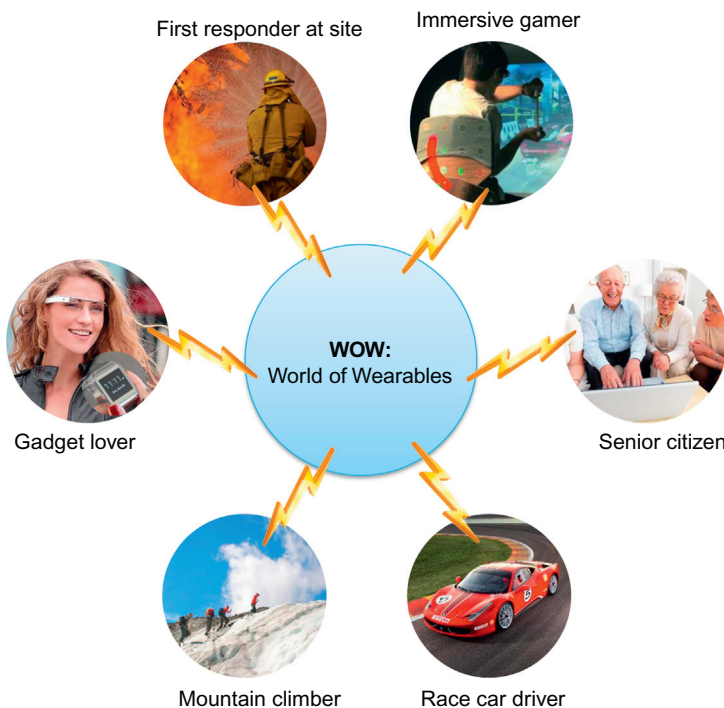 First responder at site
Immersive gamer
WOW:
World of Wearables
Gadget lover
Senior citizen
Mountain climber
Race car driver
PIRELLI